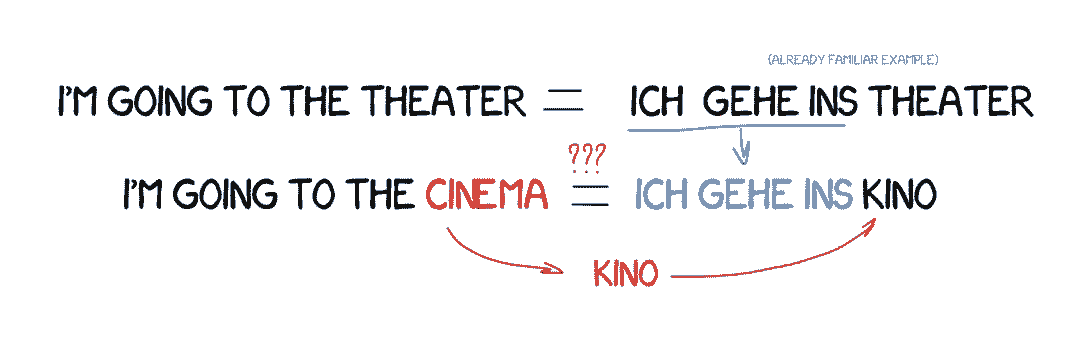 (ALREADY FAMILIAR EXAMPLE)
I'M GOING TO THE THEATER = ICH GEHE INS THEATER
???
I'M GOING TO THE CINEMA = ICH GEHE INS KINO
KINO